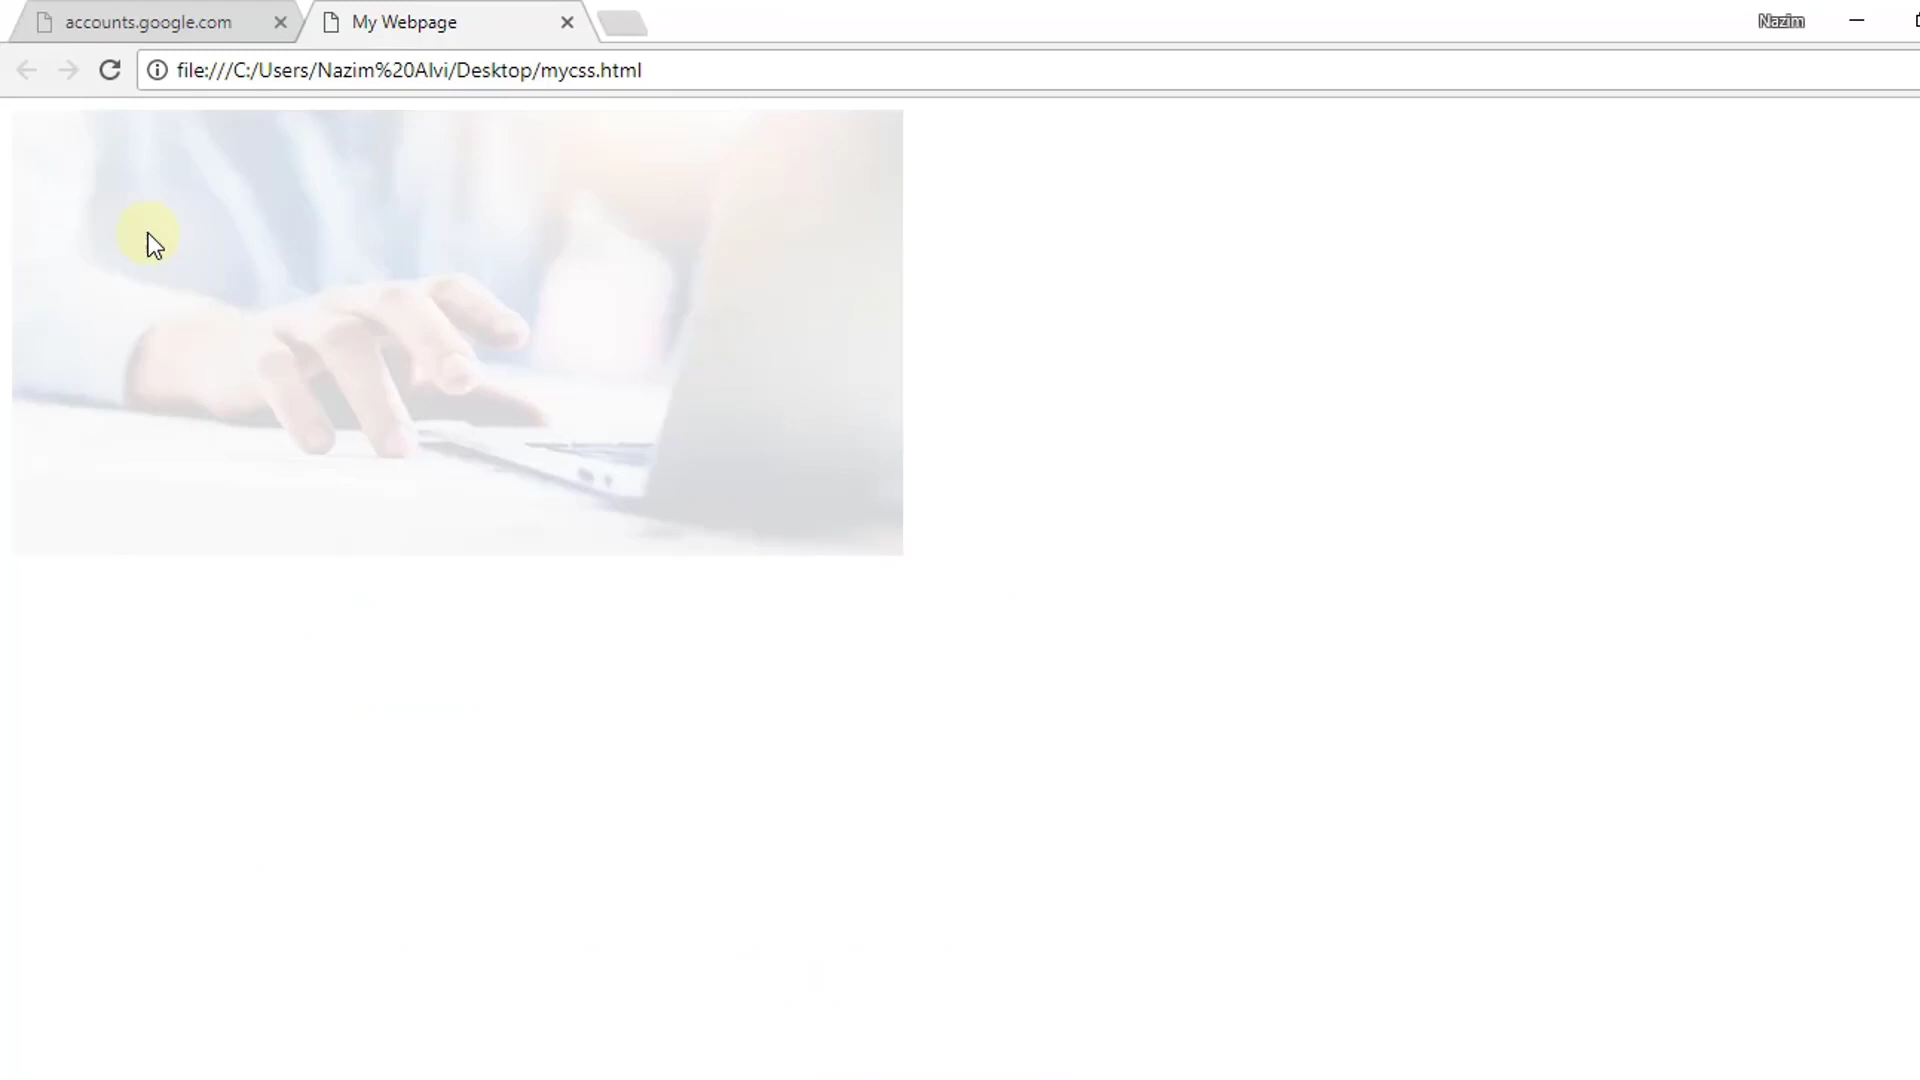 accounts.google.com
My Webpage
Nazim
file:///C:/Users/Nazim%20Alvi/Desktop/mycss.html